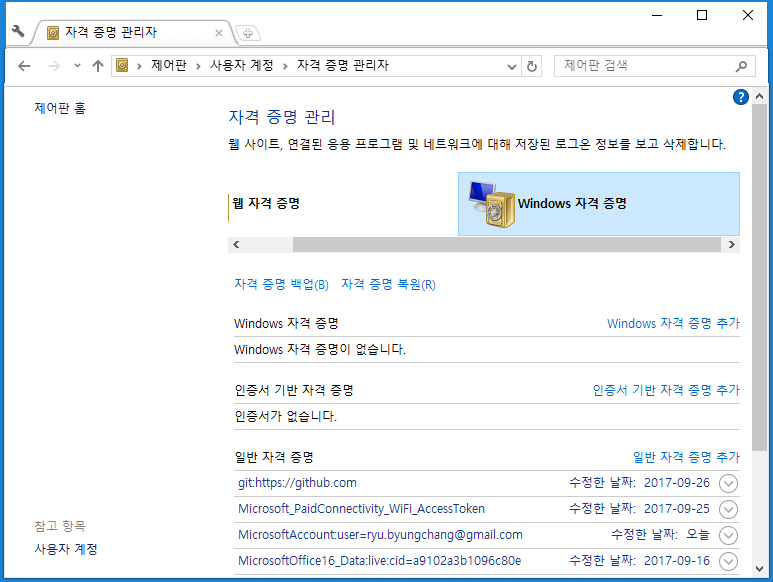 자격 증명 관리자
제어판 › 사용자 계정 › 자격 증명 관리자
제어판 검색
제어판 홈
자격 증명 관리
웹 사이트, 연결된 응용 프로그램 및 네트워크에 대해 저장된 로그온 정보를 보고 삭제합니다.
웹 자격 증명
Windows 자격 증명
자격 증명 백업(B) 자격 증명 복원(R)
Windows 자격 증명 Windows 자격 증명 추가
Windows 자격 증명이 없습니다.
인증서 기반 자격 증명 인증서 기반 자격 증명 추가
인증서가 없습니다.
일반 자격 증명 일반 자격 증명 추가
git:https://github.com 수정한 날짜: 2017-09-26
Microsoft_PaidConnectivity_WiFi_AccessToken 수정한 날짜: 2017-09-25
MicrosoftAccount:user=ryu.byungchang@gmail.com 수정한 날짜: 오늘
MicrosoftOffice16_Data:live:cid=a9102a3b1096c80e 수정한 날짜: 2017-09-16
참고 항목
사용자 계정